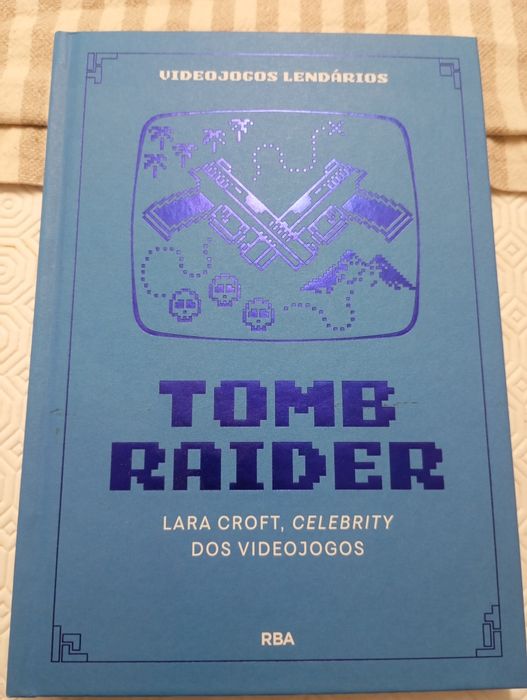 VIDEOJOGOS LENDÁRIOS
TOMB
RAIDER
LARA CROFT, CELEBRITY
DOS VIDEOJOGOS
RBA